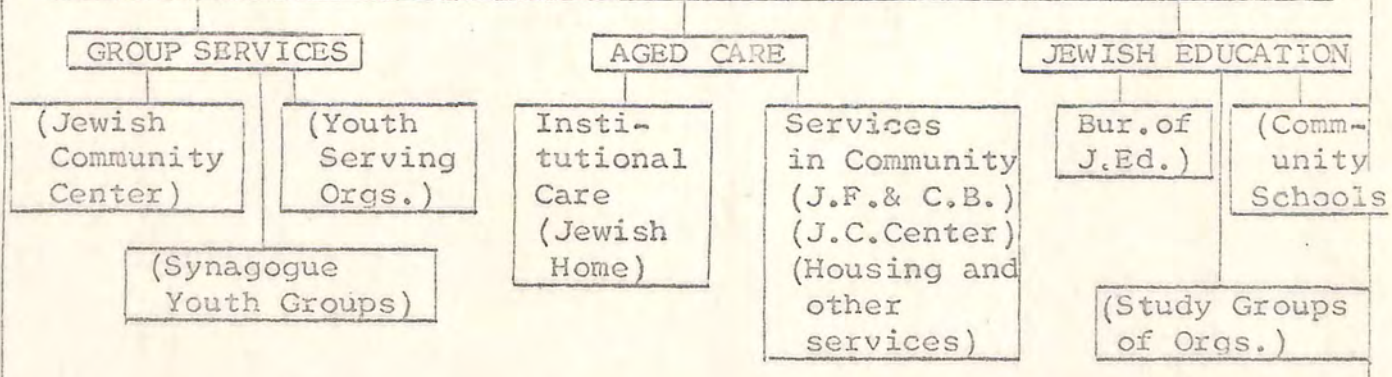 GROUP SERVICES
(Jewish
Community
Center)
(Youth
Serving
Orgs.)
(Synagogue
Youth Groups)
AGED CARE
Insti-
tutional
Care
(Jewish
Home)
Services
in Community
(J.F.& C.B.)
(J.C.Center)
(Housing and
other
services)
JEWISH EDUCATION
Bur.of
J.Ed.)
(Comm-
unity
Schools
(Study Groups
of Orgs.)